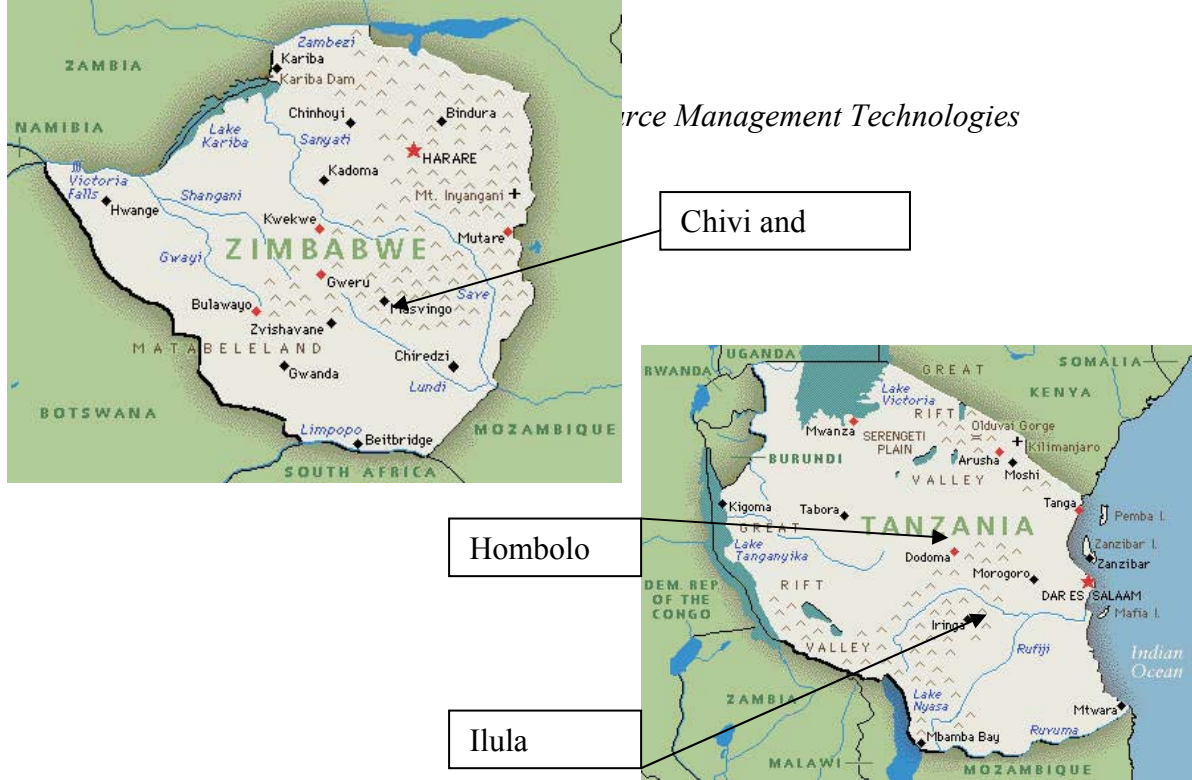 Zambezi
ZAMBIA
Kariba
Kariba Dam
Chinhoyi
Bindura
rce Management Technologies
NAMIBIA
Lake
Kariba
Sanyati
HARARE
Victoria
Falls
Kadoma
Shangani
Mt. Inyangani
Hwange
Kwekwe
Chivi and
Mutare
ZIMBABWE
Gwayi
Gweru
Save
Bulawayo
Masvingo
Zvishavane
MATABELELAND
Chiredzi
Gwanda
Lundi
BOTSWANA
Limpopo
Beitbridge
MOZAMBIQUE
SOUTH AFRICA
UGANDA
SOMALIA
RWANDA
GREAT
KENYA
Lake
Victoria
RIFT
Mwanza
Olduvai Gorge
SERENGETI
PLAIN
Kilimanjaro
BURUNDI
Arusha
Moshi
VALLEY
Kigoma
Tabora
Tanga
Pemba I.
GREAT
TANZANIA
Hombolo
Lake
Tanganyika
Zanzibar I.
Zanzibar
Dodoma
Morogoro
DEM. REP.
OF THE
CONGO
RIFT
DAR ES SALAAM
Mafia I.
Iringa
VALLEY
Rufiji
Indian
Ocean
ZAMBIA
Lake
Nyasa
Mtwara
Ilula
Mbamba Bay
Ruvuma
MALAWI
MOZAMBIQUE